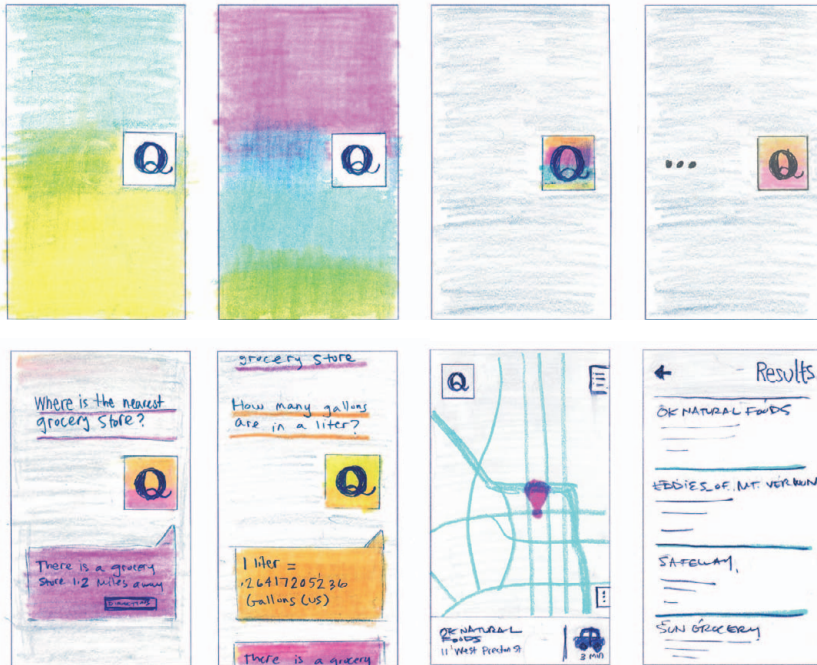 Q
Q
Q
... Q
Where is the nearest
grocery store?
Q
There is a grocery
store 1.2 miles away
grocery store
How many gallons
are in a liter?
Q
1 liter =
.26417205236
Gallons (US)
There is a grocery
Q
OK NATURAL
FOODS
11 West Preston St
3 min
← Results
OK NATURAL FOODS
EDDIES OF MT. VERNON
SAFEWAY
SUN GROCERY